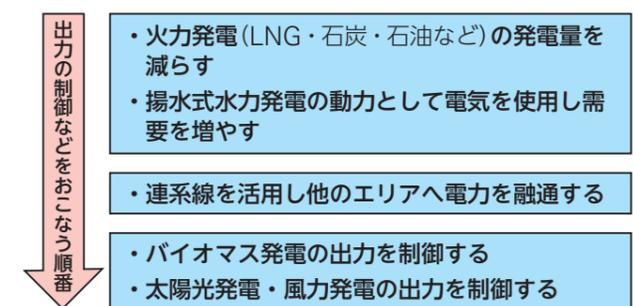 出力の制御などをおこなう順番
・火力発電(LNG・石炭・石油など)の発電量を
減らす
・揚水式水力発電の動力として電気を使用し需
要を増やす
・連系線を活用し他のエリアへ電力を融通する
・バイオマス発電の出力を制御する
・太陽光発電・風力発電の出力を制御する